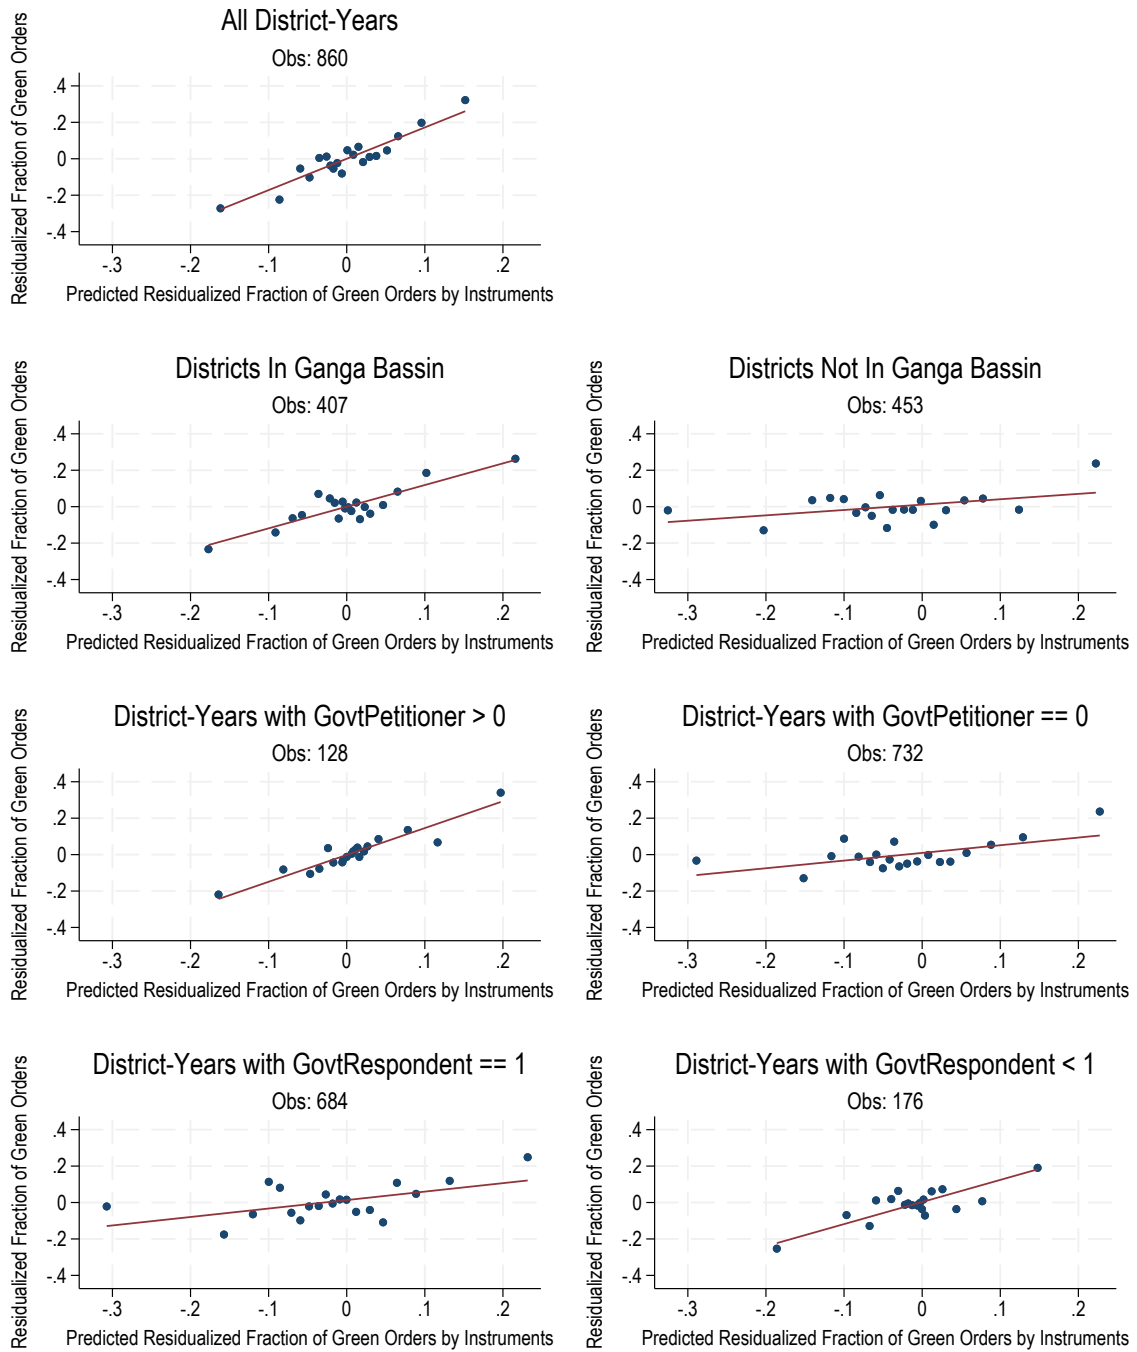 All District-Years
Obs: 860
Residualized Fraction of Green Orders
.4
.2
0
-.2
-.4
-.3 -.2 -.1 0 .1 .2
Predicted Residualized Fraction of Green Orders by Instruments
Districts In Ganga Bassin
Obs: 407
Residualized Fraction of Green Orders
.4
.2
0
-.2
-.4
-.3 -.2 -.1 0 .1 .2
Predicted Residualized Fraction of Green Orders by Instruments
Districts Not In Ganga Bassin
Obs: 453
Residualized Fraction of Green Orders
.4
.2
0
-.2
-.4
-.3 -.2 -.1 0 .1 .2
Predicted Residualized Fraction of Green Orders by Instruments
District-Years with GovtPetitioner > 0
Obs: 128
Residualized Fraction of Green Orders
.4
.2
0
-.2
-.4
-.3 -.2 -.1 0 .1 .2
Predicted Residualized Fraction of Green Orders by Instruments
District-Years with GovtPetitioner == 0
Obs: 732
Residualized Fraction of Green Orders
.4
.2
0
-.2
-.4
-.3 -.2 -.1 0 .1 .2
Predicted Residualized Fraction of Green Orders by Instruments
District-Years with GovtRespondent == 1
Obs: 684
Residualized Fraction of Green Orders
.4
.2
0
-.2
-.4
-.3 -.2 -.1 0 .1 .2
Predicted Residualized Fraction of Green Orders by Instruments
District-Years with GovtRespondent < 1
Obs: 176
Residualized Fraction of Green Orders
.4
.2
0
-.2
-.4
-.3 -.2 -.1 0 .1 .2
Predicted Residualized Fraction of Green Orders by Instruments